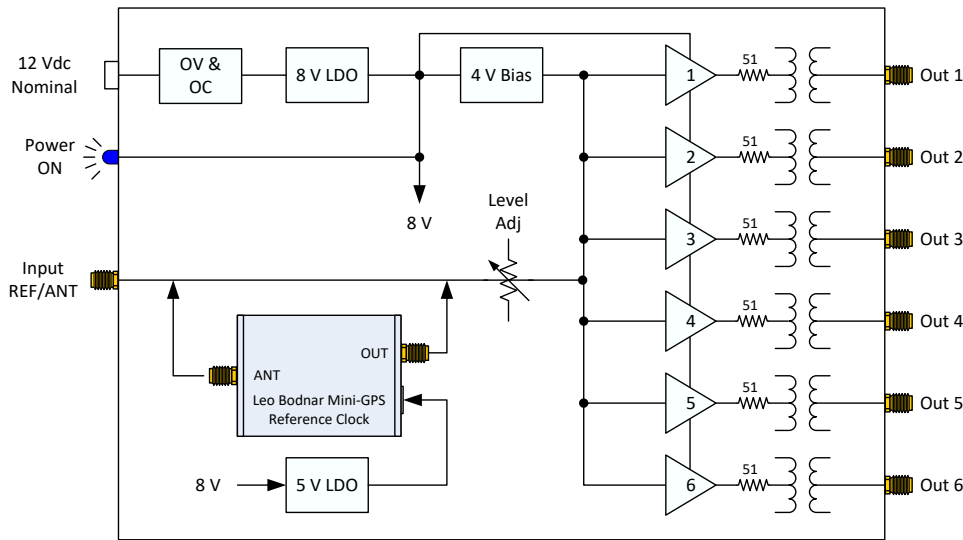 12 Vdc
Nominal
OV &
OC
8 V LDO
4 V Bias
1
51
Out 1
Power
ON
2
51
Out 2
8 V
Level
Adj
3
51
Out 3
Input
REF/ANT
4
51
Out 4
OUT
ANT
Leo Bodnar Mini-GPS
Reference Clock
5
51
Out 5
8 V
5 V LDO
6
51
Out 6